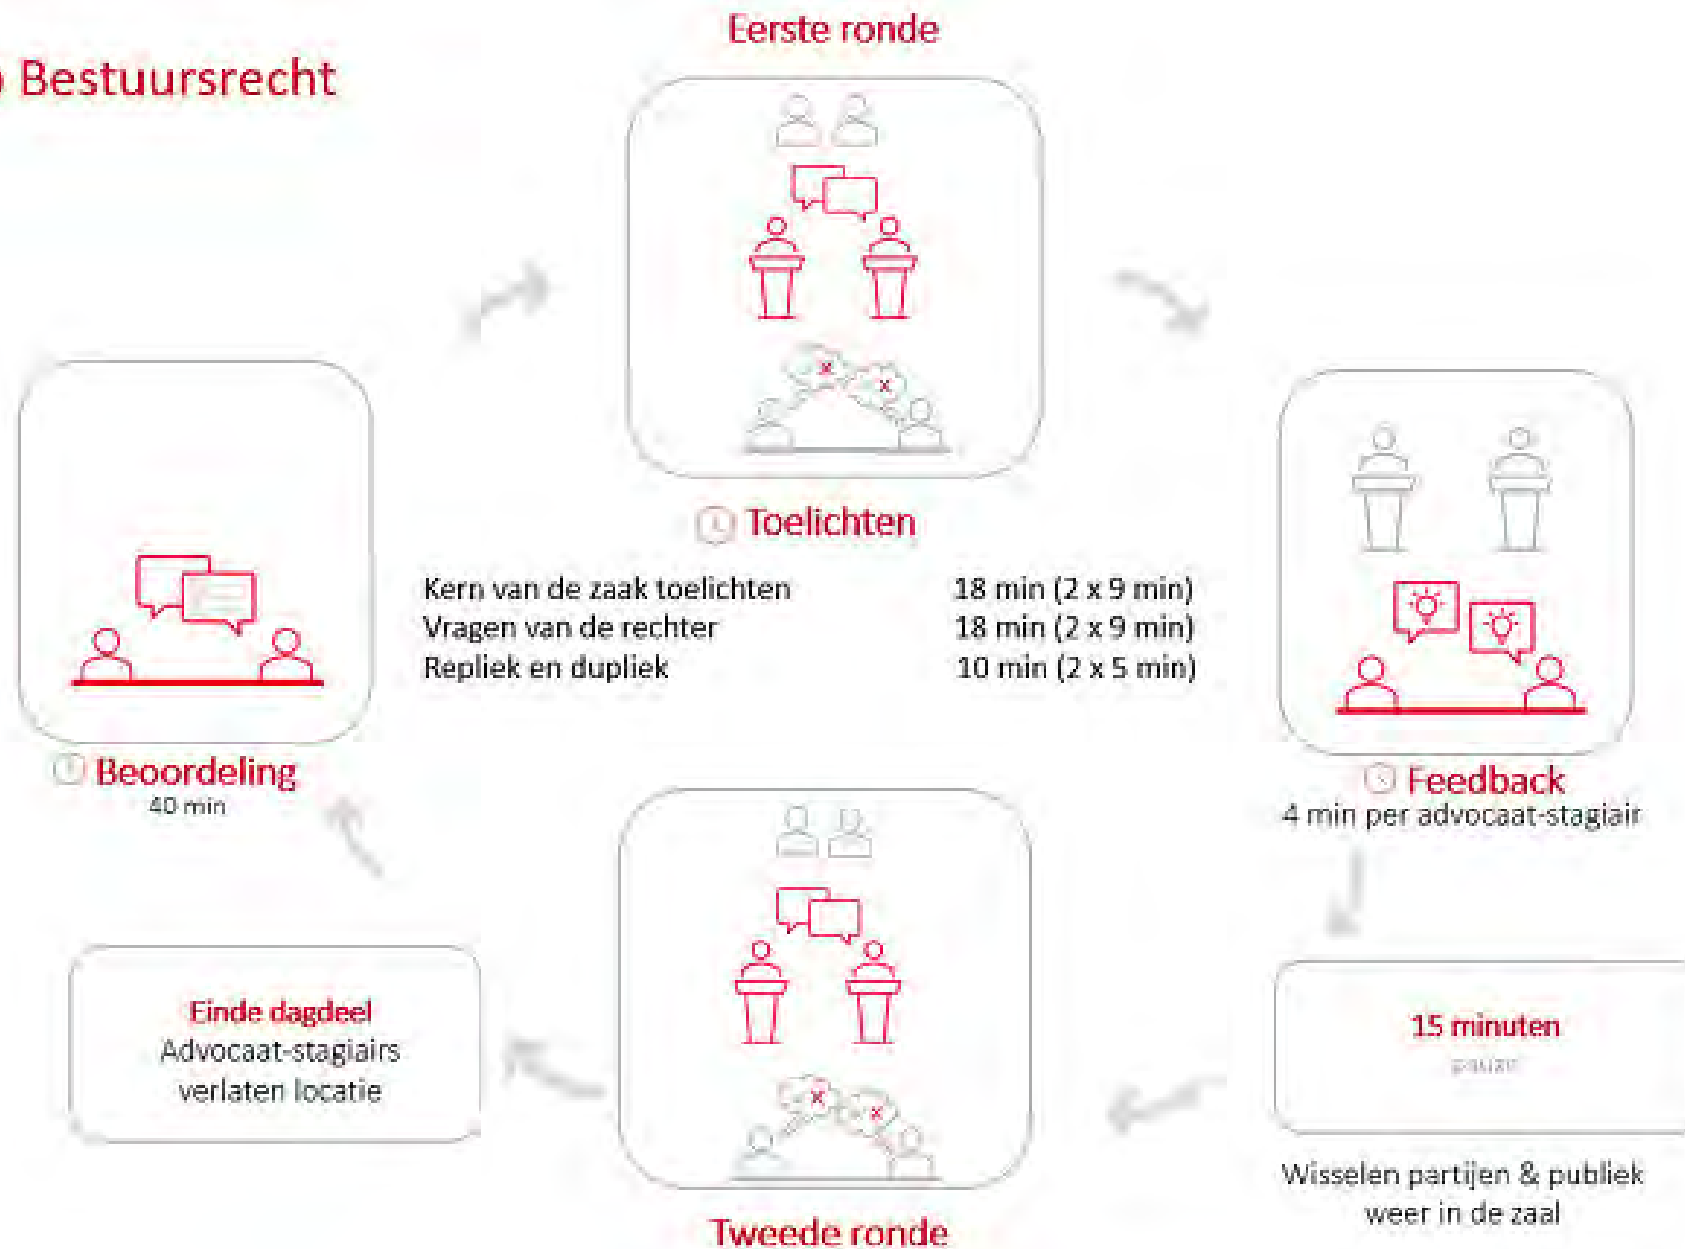 Bestuursrecht
Eerste ronde
Toelichten
Kern van de zaak toelichten 18 min (2 x 9 min)
Vragen van de rechter 18 min (2 x 9 min)
Repliek en dupliek 10 min (2 x 5 min)
Feedback
4 min per advocaat-stagiair
15 minuten
pauze
Wisselen partijen & publiek
weer in de zaal
Tweede ronde
Einde dagdeel
Advocaat-stagiairs
verlaten locatie
Beoordeling
40 min